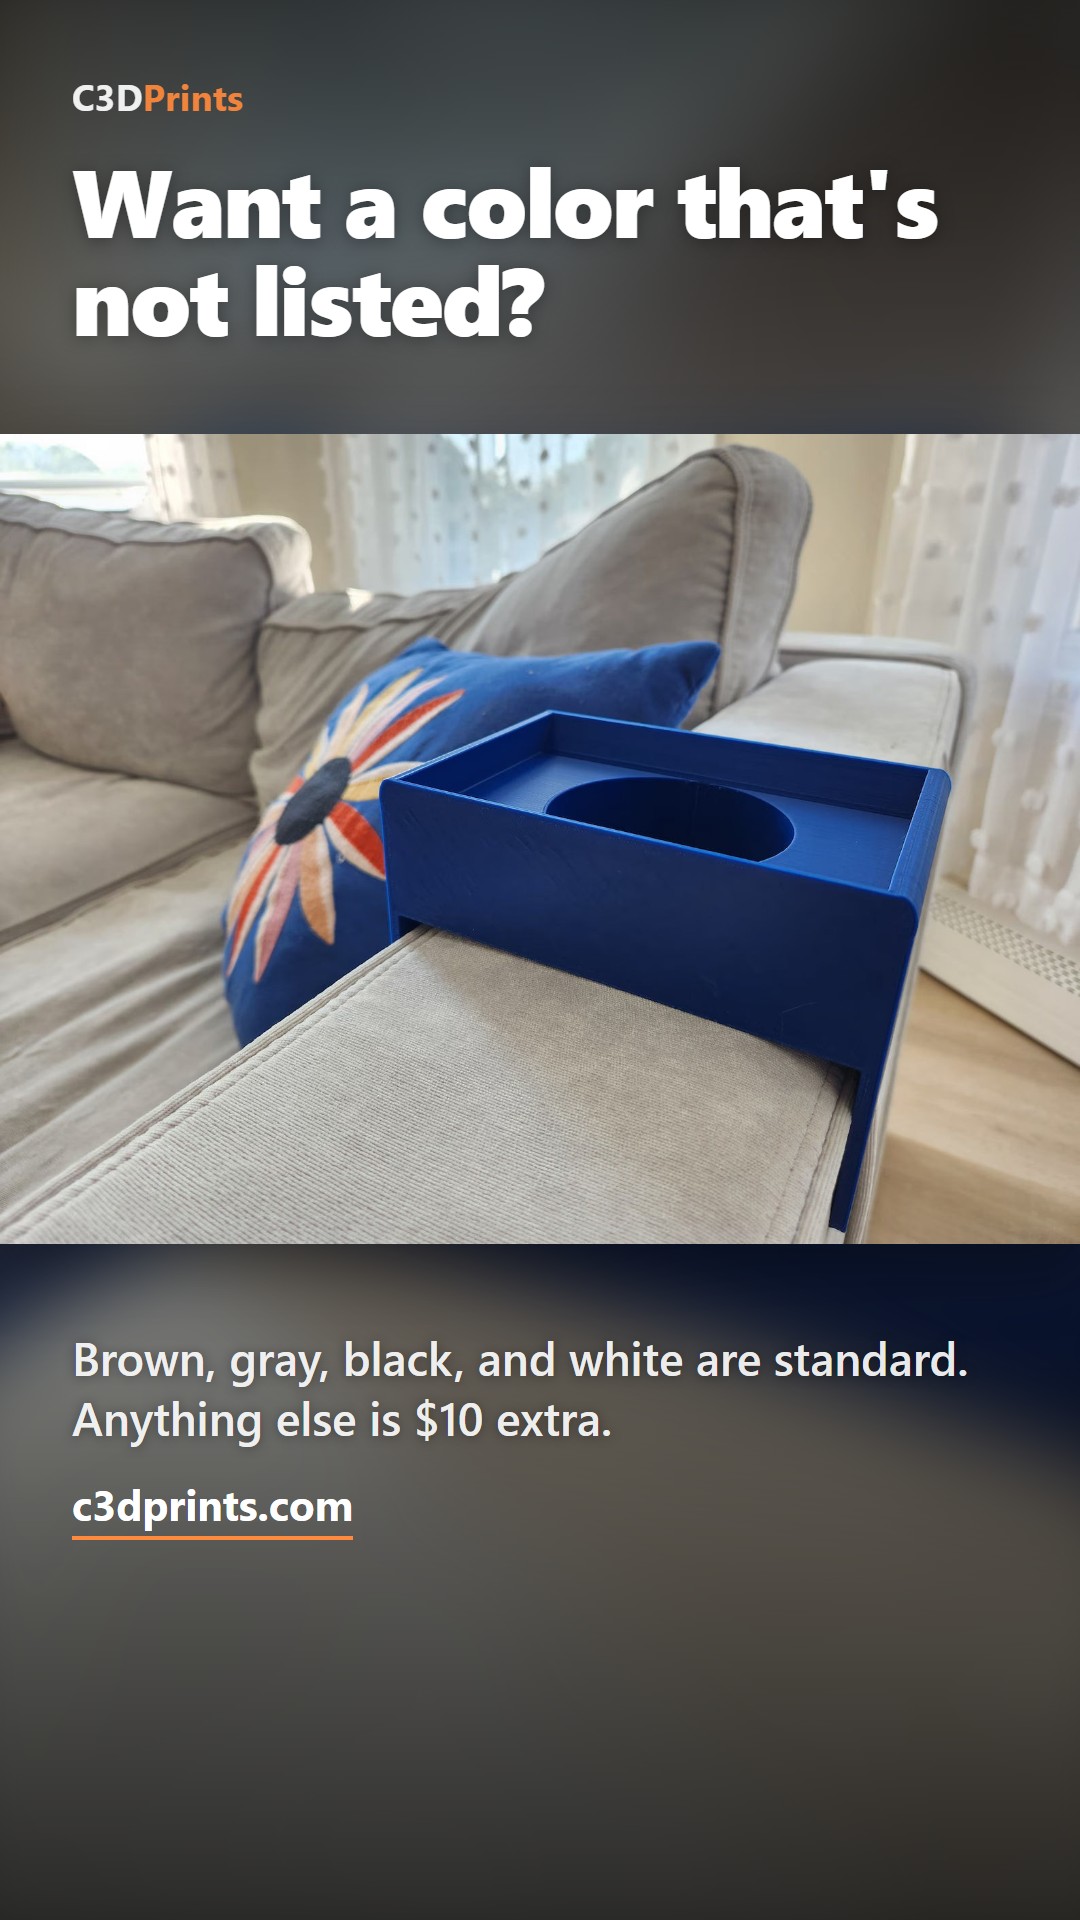 C3DPrints
Want a color that's
not listed?
Brown, gray, black, and white are standard.
Anything else is $10 extra.
c3dprints.com